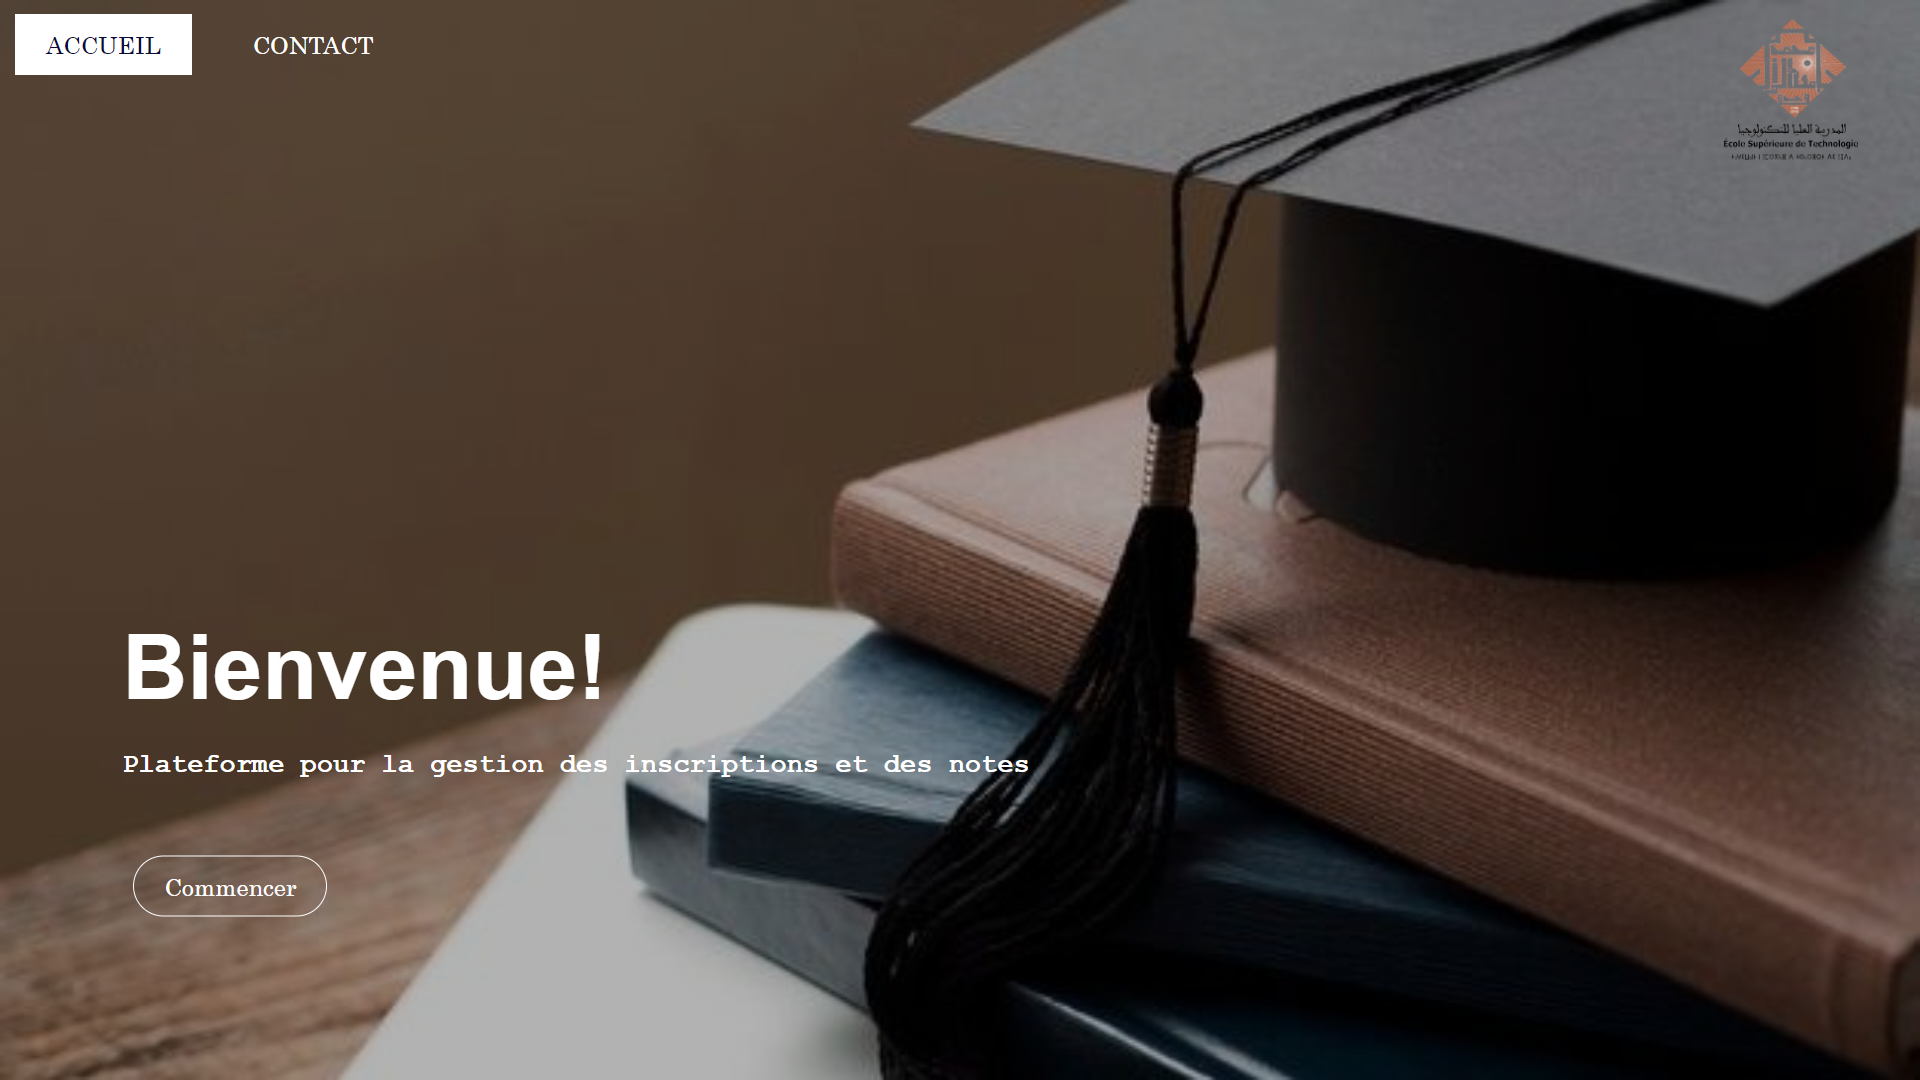 ACCUEIL
CONTACT
المدرسة العليا للتكنولوجيا
École Supérieure de Technologie
Bienvenue!
Plateforme pour la gestion des inscriptions et des notes
Commencer